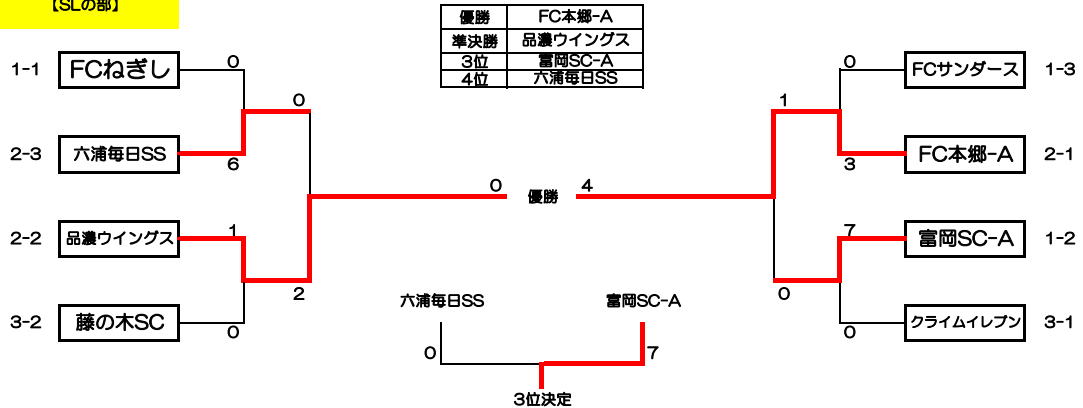 【SLの部】
優勝 FC本郷-A
準決勝 品濃ウイングス
3位 富岡SC-A
4位 六浦毎日SS
1-1 FCねぎし 0
0
2-3 六浦毎日SS 6
2-2 品濃ウイングス 1
2
3-2 藤の木SC 0
0 優勝 4
0 FCサンダース 1-3
1
3 FC本郷-A 2-1
7 富岡SC-A 1-2
0
0 クライムイレブン 3-1
六浦毎日SS 富岡SC-A
0 7
3位決定